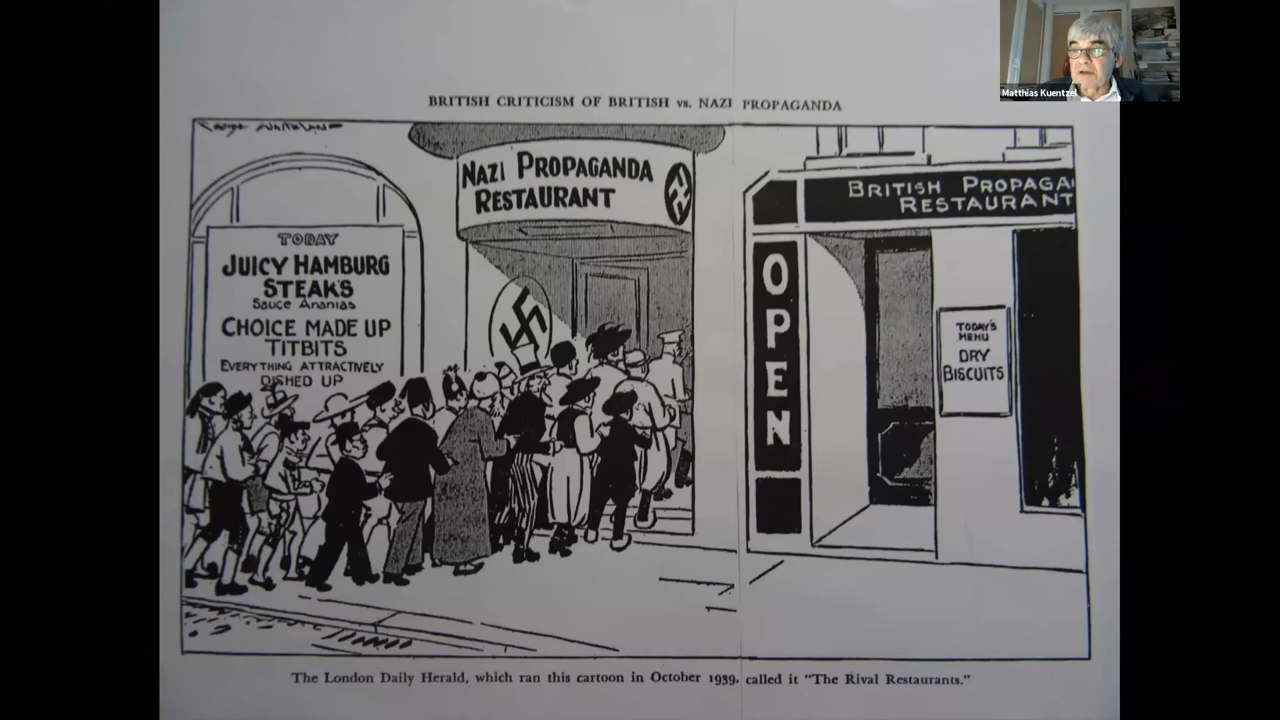 Matthias Kuentzel
BRITISH CRITICISM OF BRITISH vs. NAZI PROPAGANDA
NAZI PROPAGANDA
RESTAURANT
TODAY
JUICY HAMBURG
STEAKS
Sauce Ananias
CHOICE MADE UP
TITBITS
EVERYTHING ATTRACTIVELY
DISHED UP
BRITISH PROPAGA
RESTAURANT
OPEN
TODAY'S
MENU
DRY
BISCUITS
The London Daily Herald, which ran this cartoon in October 1939, called it "The Rival Restaurants."